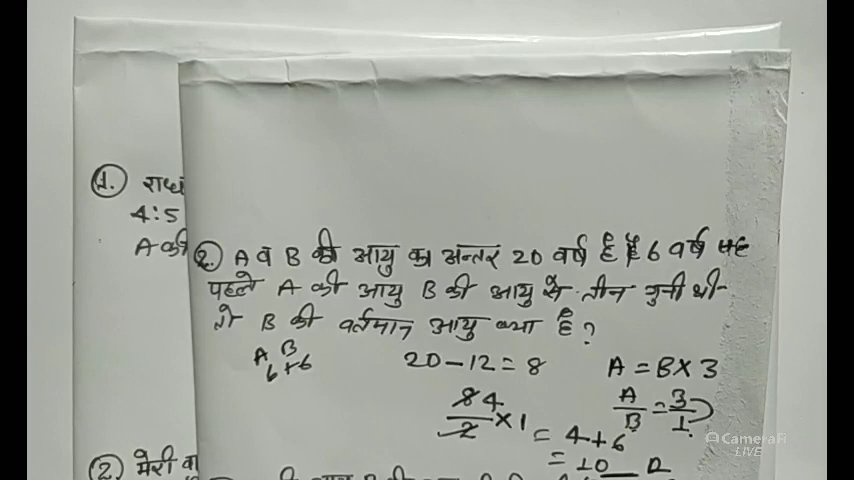 1. राध
4:5
A की
2. A व B की आयु का अन्तर 20 वर्ष है 6 वर्ष
पहले A की आयु B की आयु से तीन गुनी थी
तो B की वर्तमान आयु क्या है?
A B
6+6
20-12=8
A = B×3
84/2 ×1
A/B = 3/1
= 4+6
= 10
2. मेरी
CameraFi
LIVE